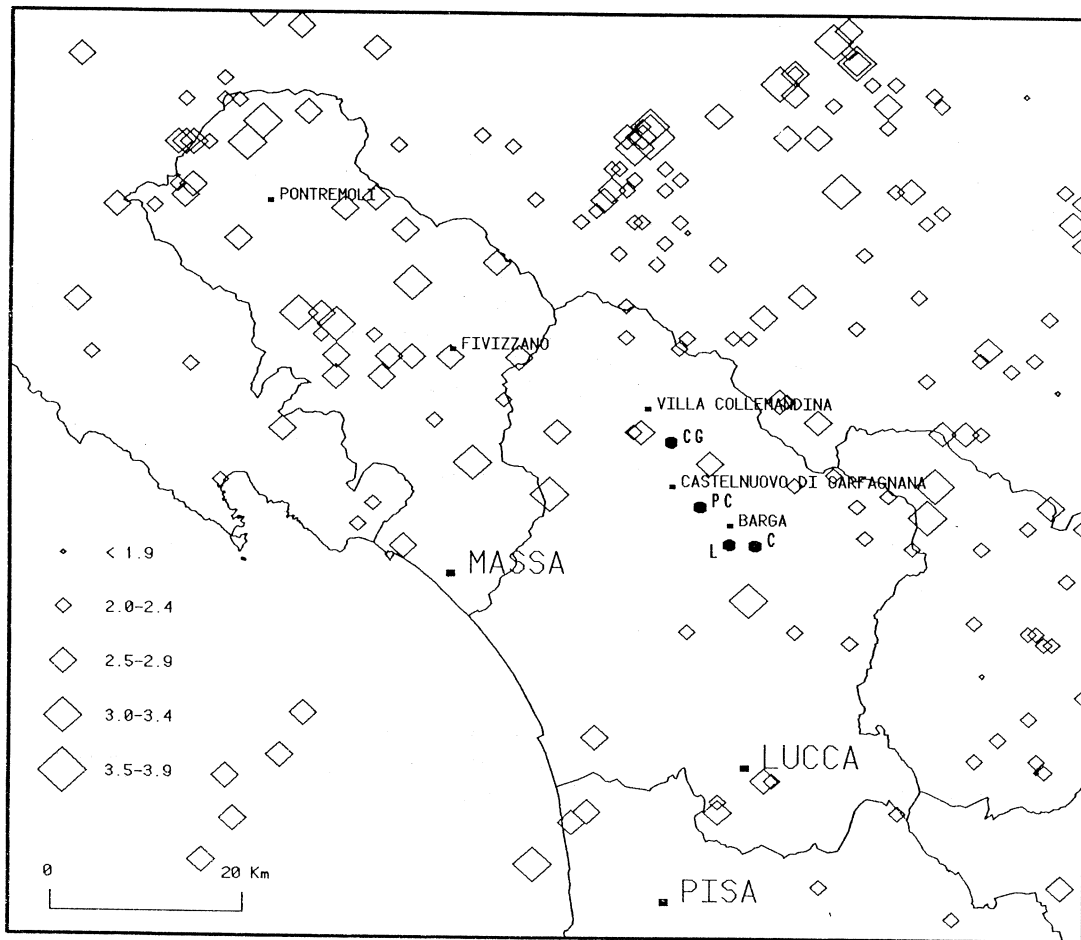 PONTREMOLI
FIVIZZANO
VILLA COLLEMANDINA
CG
CASTELNUOVO DI GARFAGNANA
PC
BARGA
L
C
MASSA
< 1.9
2.0-2.4
2.5-2.9
3.0-3.4
3.5-3.9
LUCCA
0 20 Km
PISA